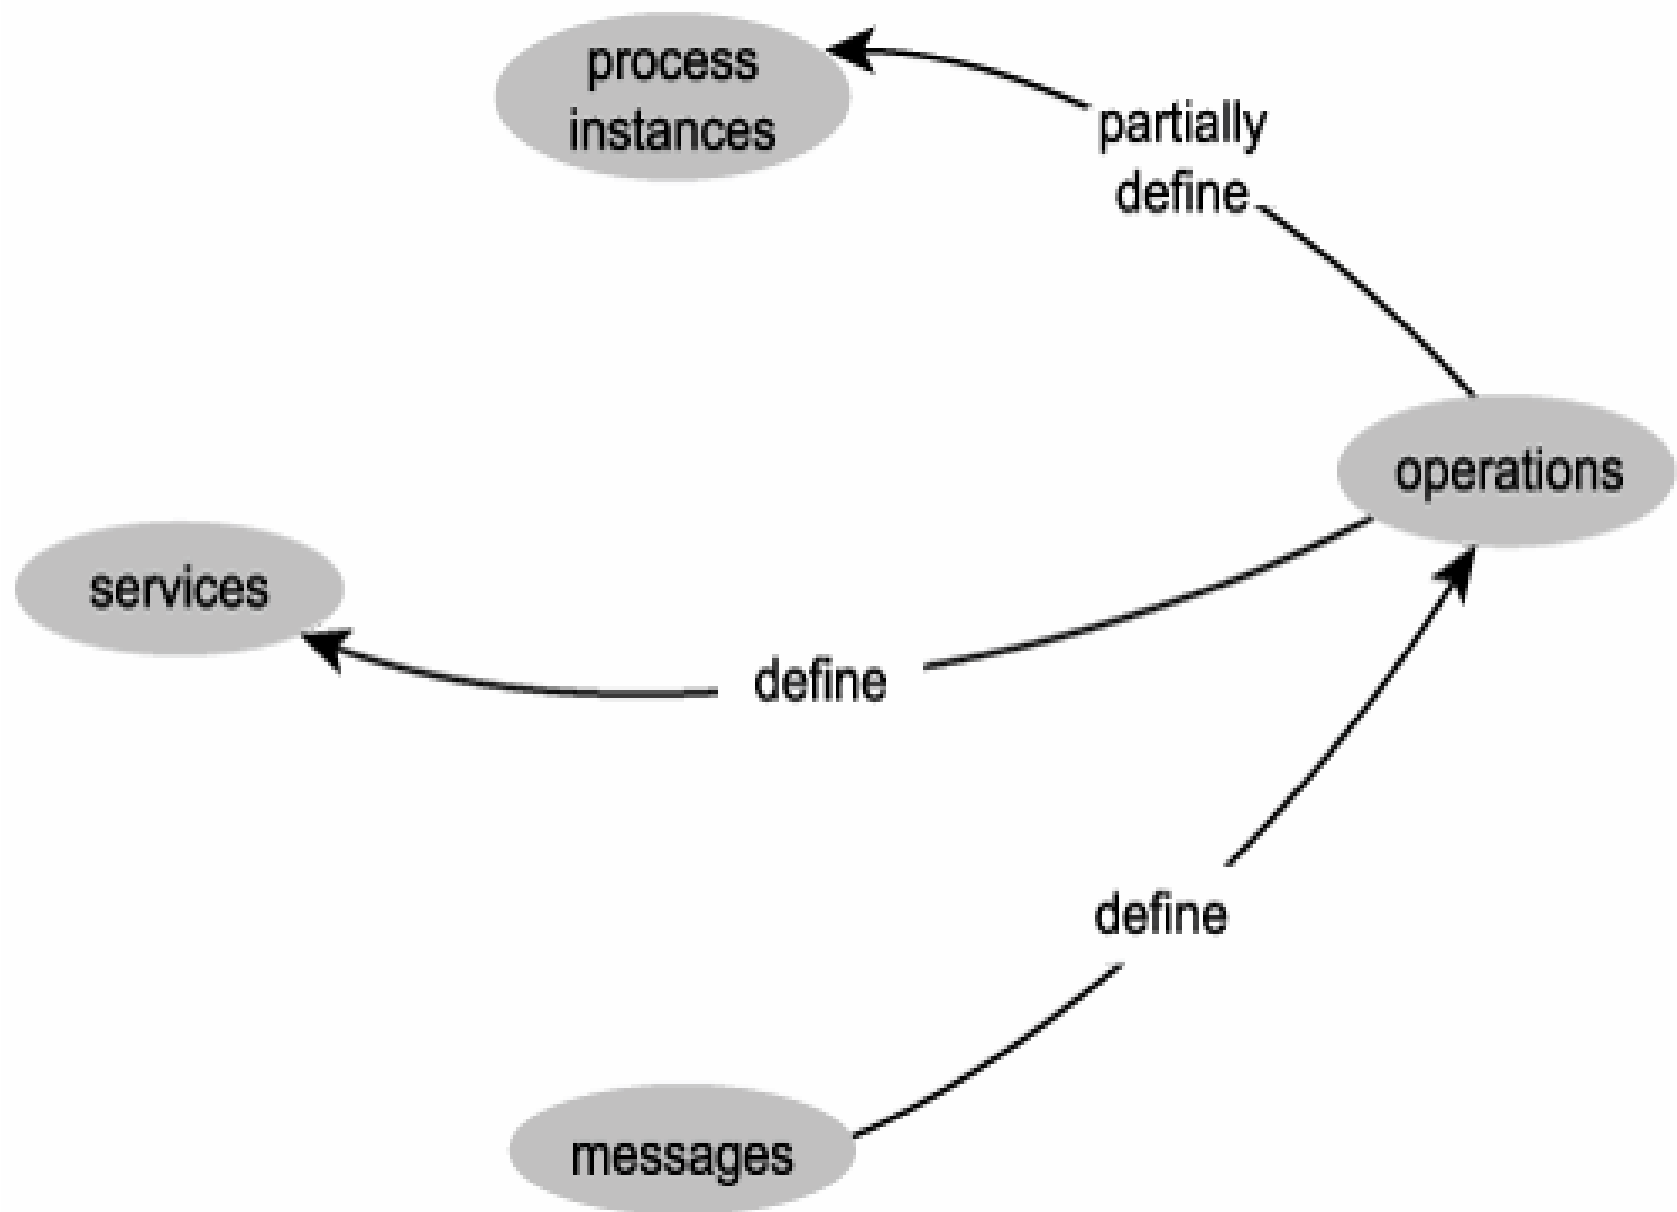 process
instances
partially
define
operations
services
define
define
messages